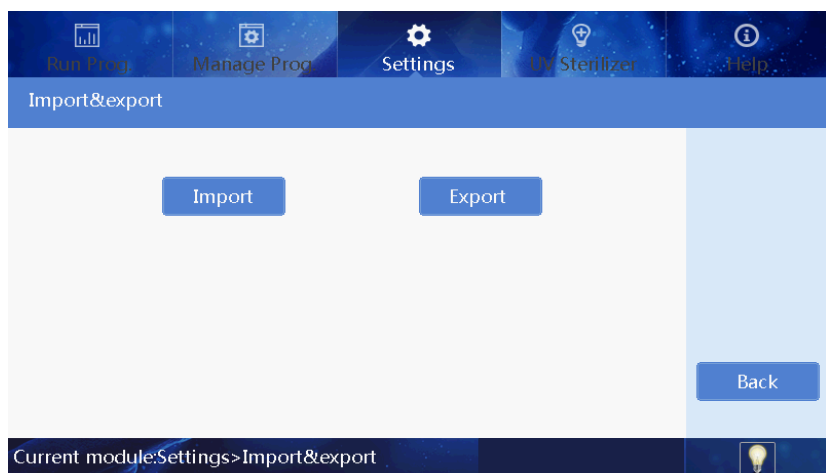 Run Prog.
Manage Prog.
Settings
UV Sterilizer
Help
Import&export
Import
Export
Back
Current module:Settings>Import&export